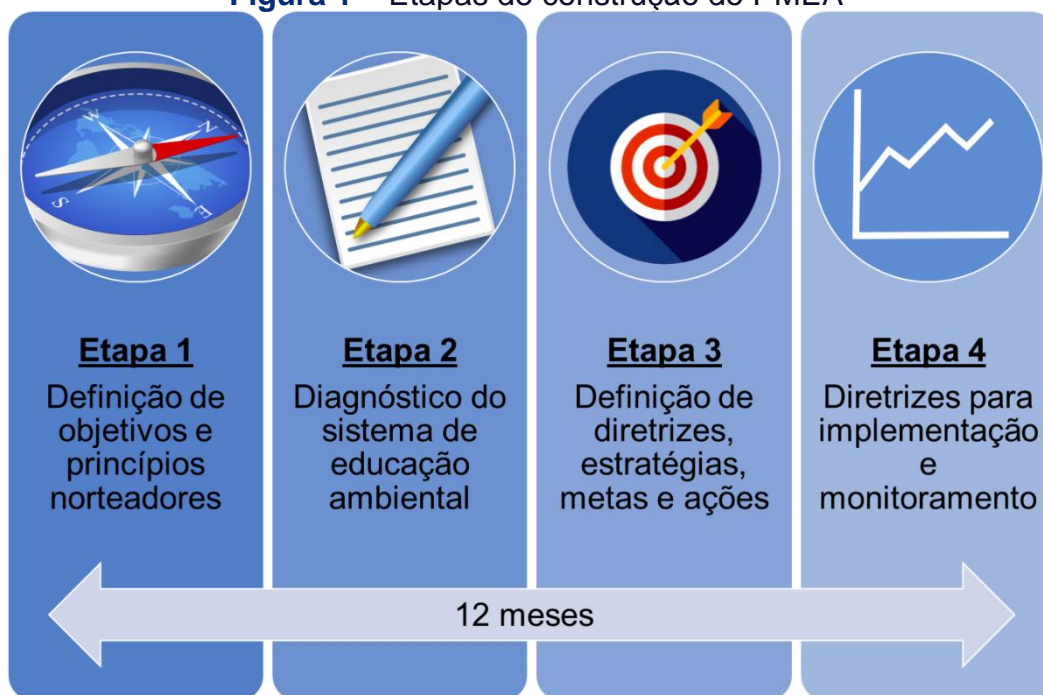 Figura 1 – Etapas de construção do PMEA
Etapa 1
Definição de
objetivos e
princípios
norteadores
Etapa 2
Diagnóstico do
sistema de
educação
ambiental
Etapa 3
Definição de
diretrizes,
estratégias,
metas e ações
Etapa 4
Diretrizes para
implementação
e
monitoramento
12 meses
W
N
S
E